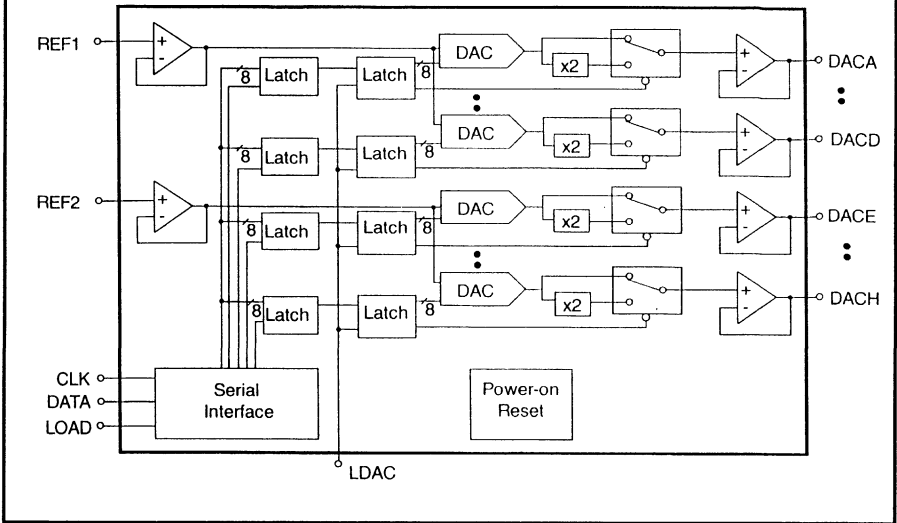 REF1
DAC
x2
DACA
8
Latch
Latch
8
DAC
x2
DACD
8
Latch
Latch
8
REF2
DAC
x2
DACE
8
Latch
Latch
8
DAC
x2
DACH
8
Latch
Latch
8
CLK
DATA
LOAD
Serial
Interface
Power-on
Reset
LDAC